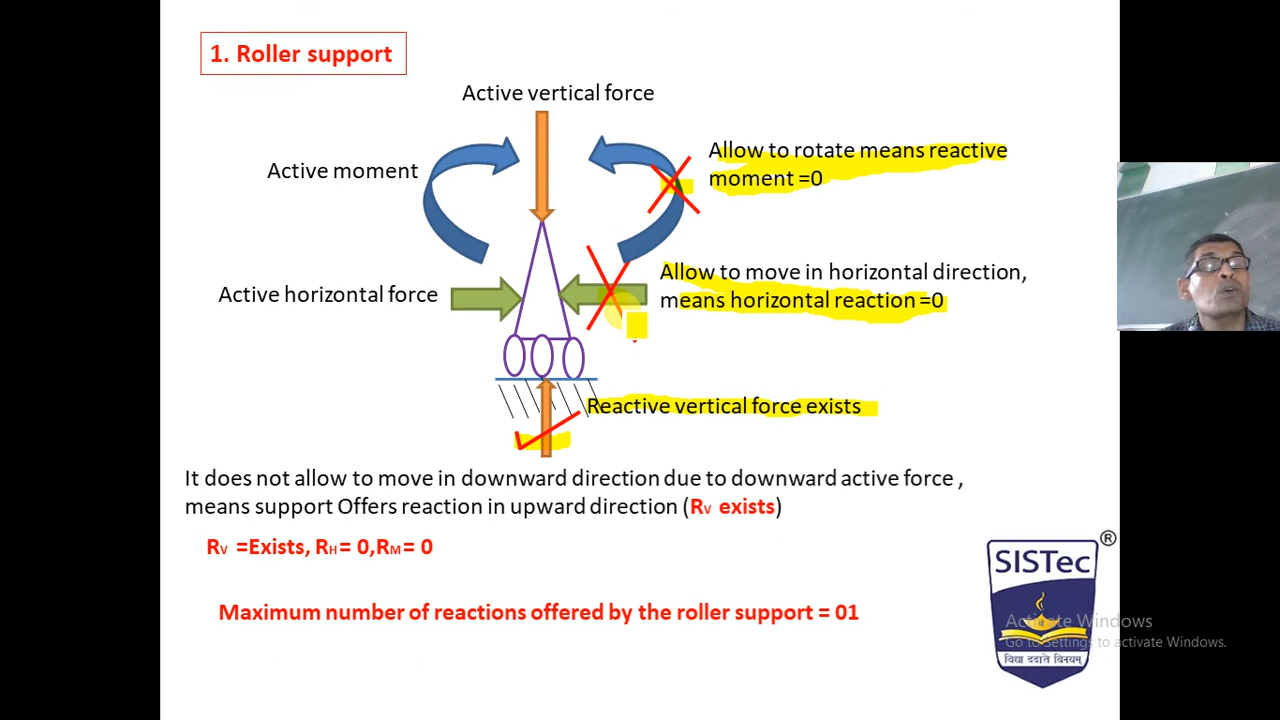 1. Roller support
Active vertical force
Active moment
Allow to rotate means reactive
moment =0
Active horizontal force
Allow to move in horizontal direction,
means horizontal reaction =0
Reactive vertical force exists
It does not allow to move in downward direction due to downward active force ,
means support Offers reaction in upward direction (RV exists)
RV =Exists, RH= 0,RM= 0
Maximum number of reactions offered by the roller support = 01
®
SISTec
विद्या ददाते विनयम्
Activate Windows
Go to Settings to activate Windows.